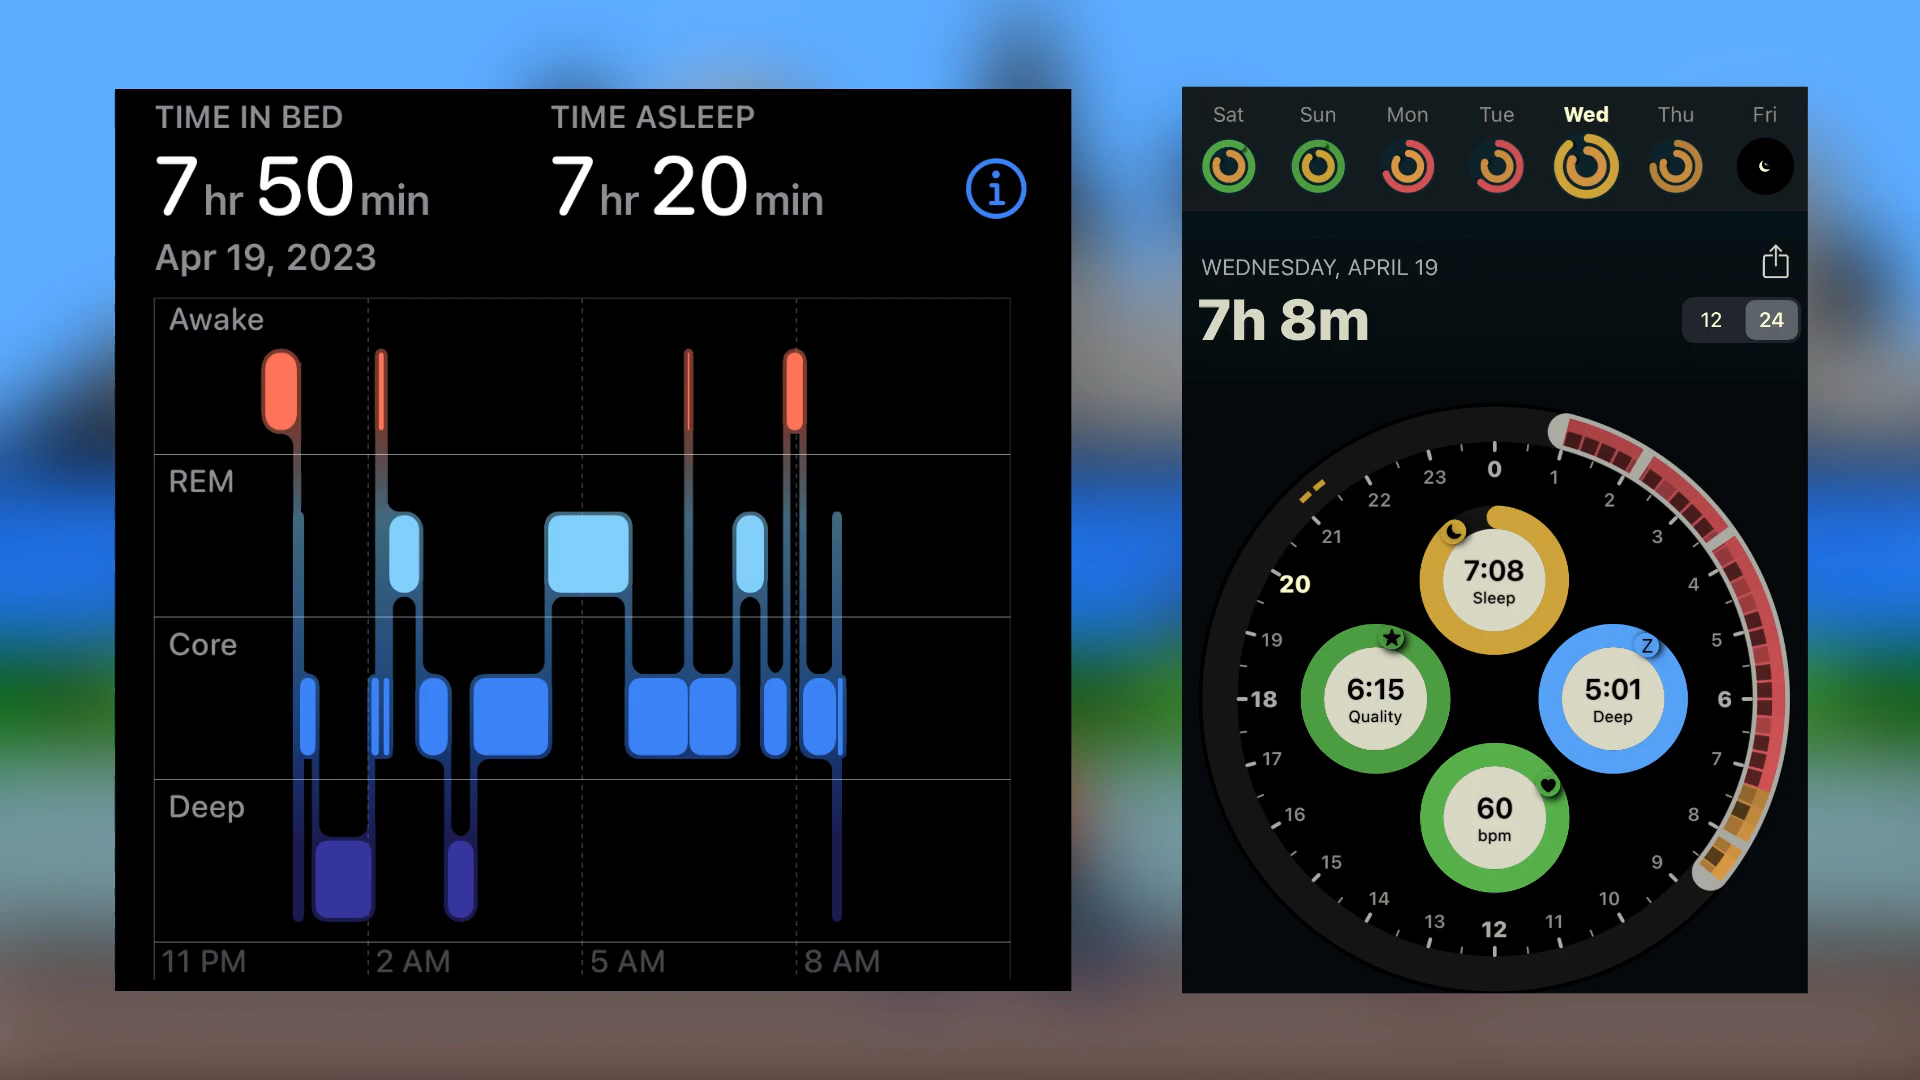 TIME IN BED
7 hr 50 min
TIME ASLEEP
7 hr 20 min
Apr 19, 2023
Awake
REM
Core
Deep
11 PM
2 AM
5 AM
8 AM
Sat Sun Mon Tue Wed Thu Fri
WEDNESDAY, APRIL 19
7h 8m
12 24
0
1
2
3
4
5
6
7
8
9
10
11
12
13
14
15
16
17
18
19
20
21
22
23
7:08
Sleep
6:15
Quality
5:01
Deep
Z
60
bpm